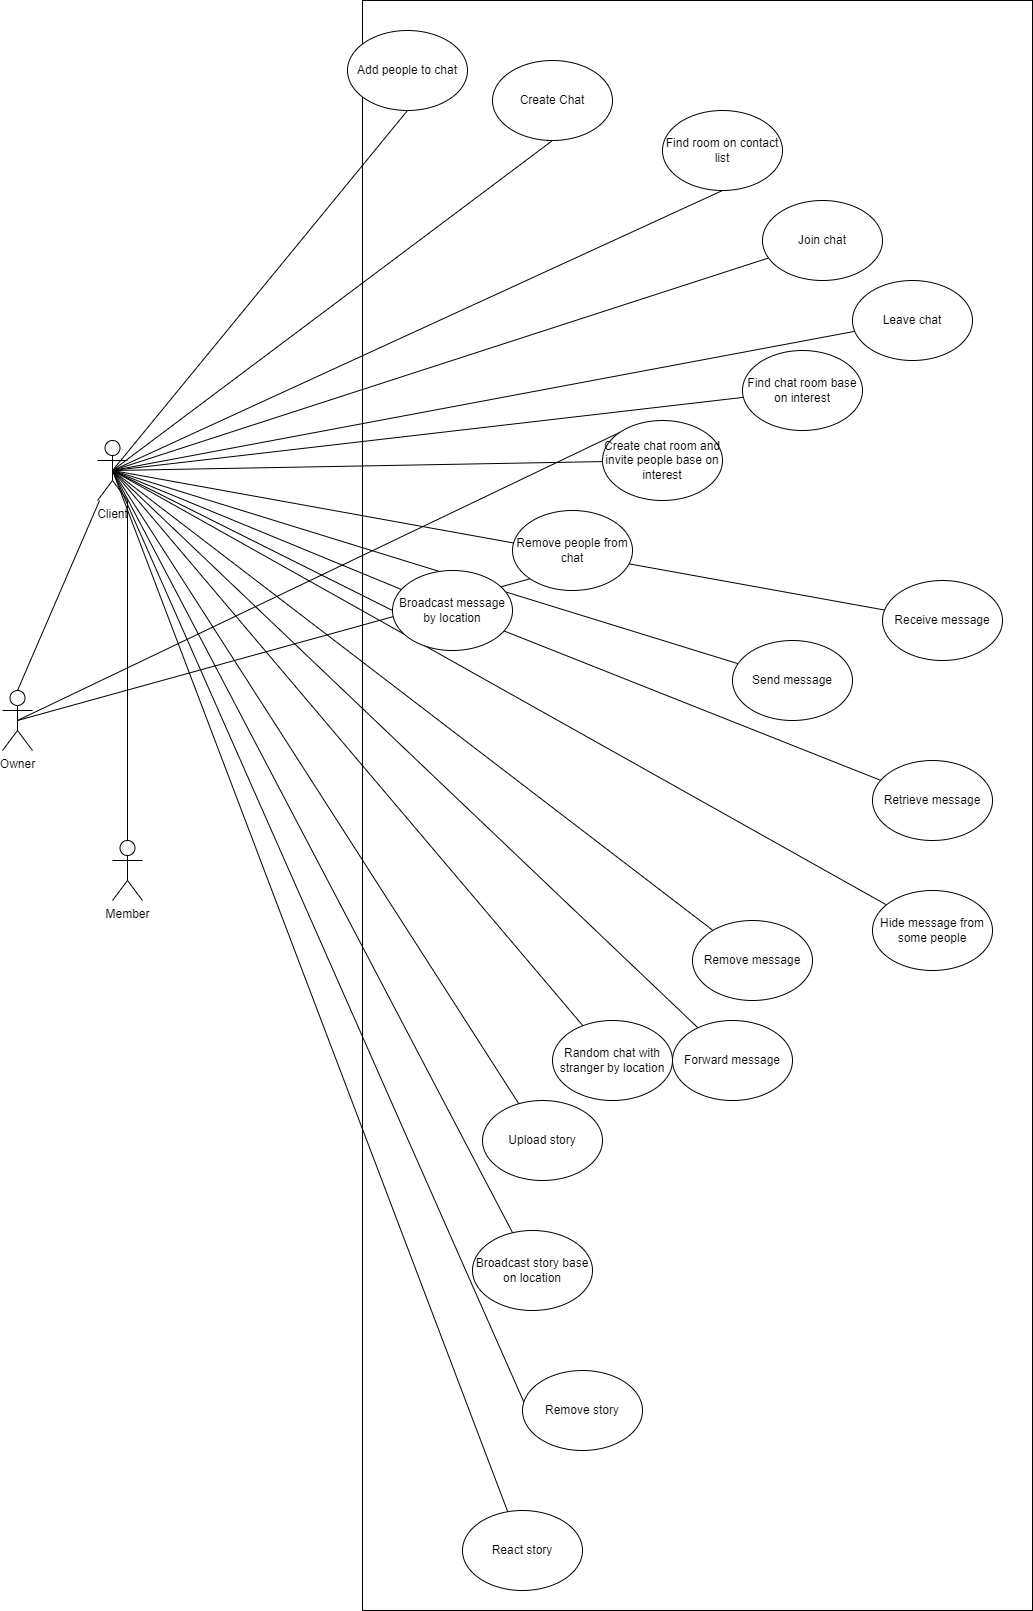 Add people to chat
Create Chat
Find room on contact
list
Join chat
Leave chat
Find chat room base
on interest
Create chat room and
invite people base on
interest
Client
Remove people from
chat
Broadcast message
by location
Receive message
Send message
Owner
Retrieve message
Member
Hide message from
some people
Remove message
Random chat with
stranger by location
Forward message
Upload story
Broadcast story base
on location
Remove story
React story